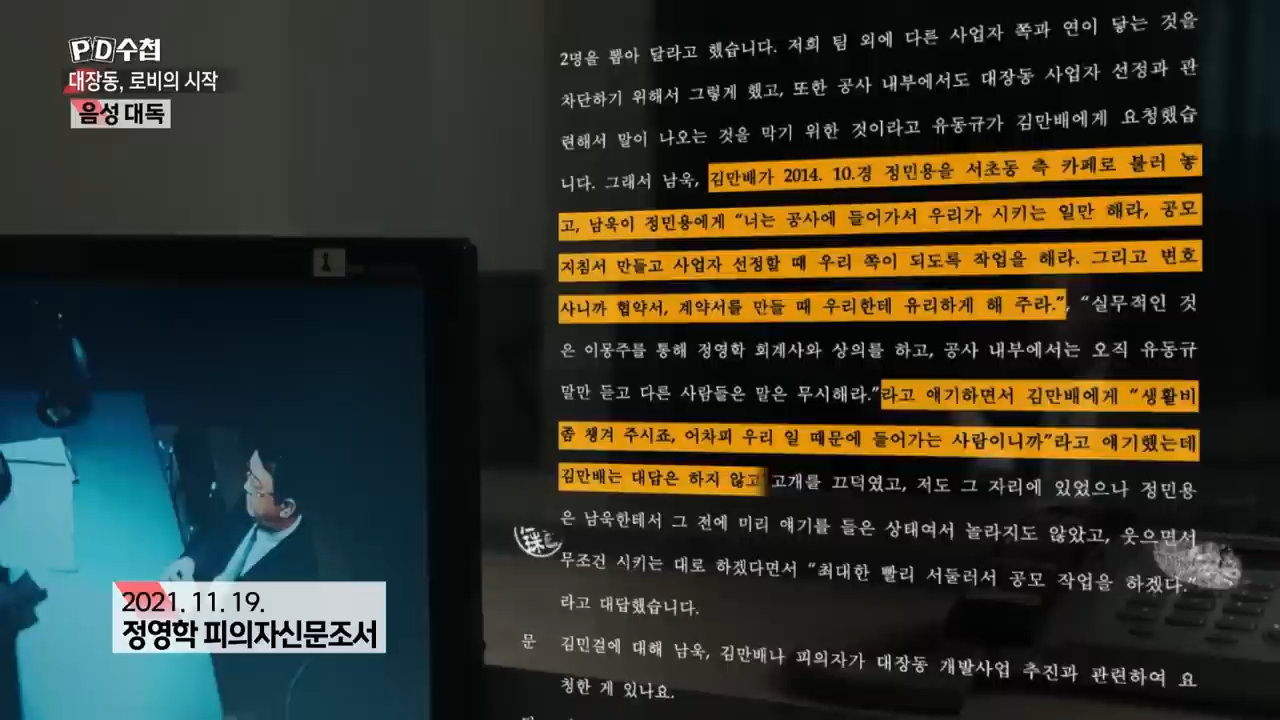 PD수첩
대장동, 로비의 시작
음성 대독
2명을 뽑아 달라고 했습니다. 저희 팀 외에 다른 사업자 쪽과 연이 닿는 것을
차단하기 위해서 그렇게 했고, 또한 공사 내부에서도 대장동 사업자 선정과 관
련해서 말이 나오는 것을 막기 위한 것이라고 유동규가 김만배에게 요청했습
니다. 그래서 남욱, 김만배가 2014. 10.경 정민용을 서초동 측 카페로 불러 놓
고, 남욱이 정민용에게 “너는 공사에 들어가서 우리가 시키는 일만 해라, 공모
지침서 만들고 사업자 선정할 때 우리 쪽이 되도록 작업을 해라. 그리고 변호
사니까 협약서, 계약서를 만들 때 우리한테 유리하게 해 주라.”, “실무적인 것
은 이몽주를 통해 정영학 회계사와 상의를 하고, 공사 내부에서는 오직 유동규
말만 듣고 다른 사람들은 말은 무시해라.”라고 얘기하면서 김만배에게 “생활비
좀 챙겨 주시죠, 어차피 우리 일 때문에 들어가는 사람이니까”라고 얘기했는데
김만배는 대답은 하지 않고 고개를 끄덕였고, 저도 그 자리에 있었으나 정민용
은 남욱한테서 그 전에 미리 얘기를 들은 상태여서 놀라지도 않았고, 웃으면서
무조건 시키는 대로 하겠다면서 “최대한 빨리 서둘러서 공모 작업을 하겠다.”
라고 대답했습니다.
문 김민걸에 대해 남욱, 김만배나 피의자가 대장동 개발사업 추진과 관련하여 요
청한 게 있나요.
1
2021. 11. 19.
정영학 피의자신문조서